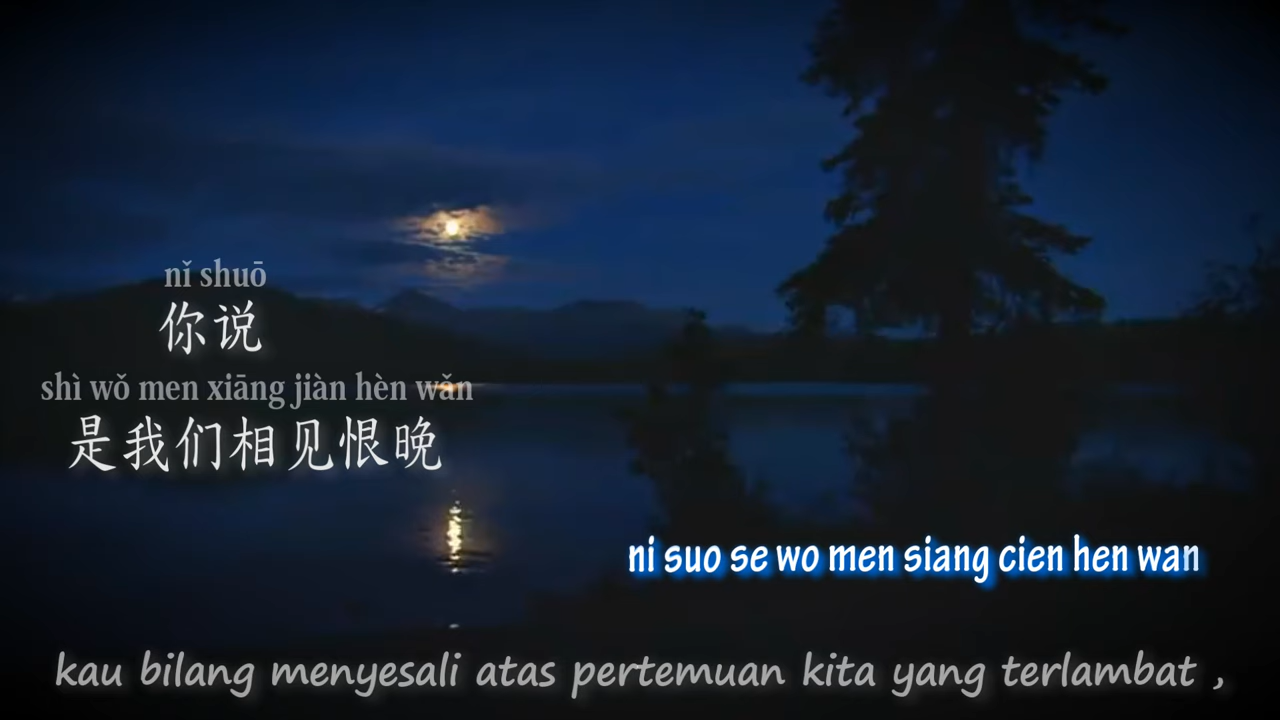 nǐ shuō
你说
shì wǒ men xiāng jiàn hèn wǎn
是我们相见恨晚
ni suo se wo men siang cien hen wan
kau bilang menyesali atas pertemuan kita yang terlambat ,